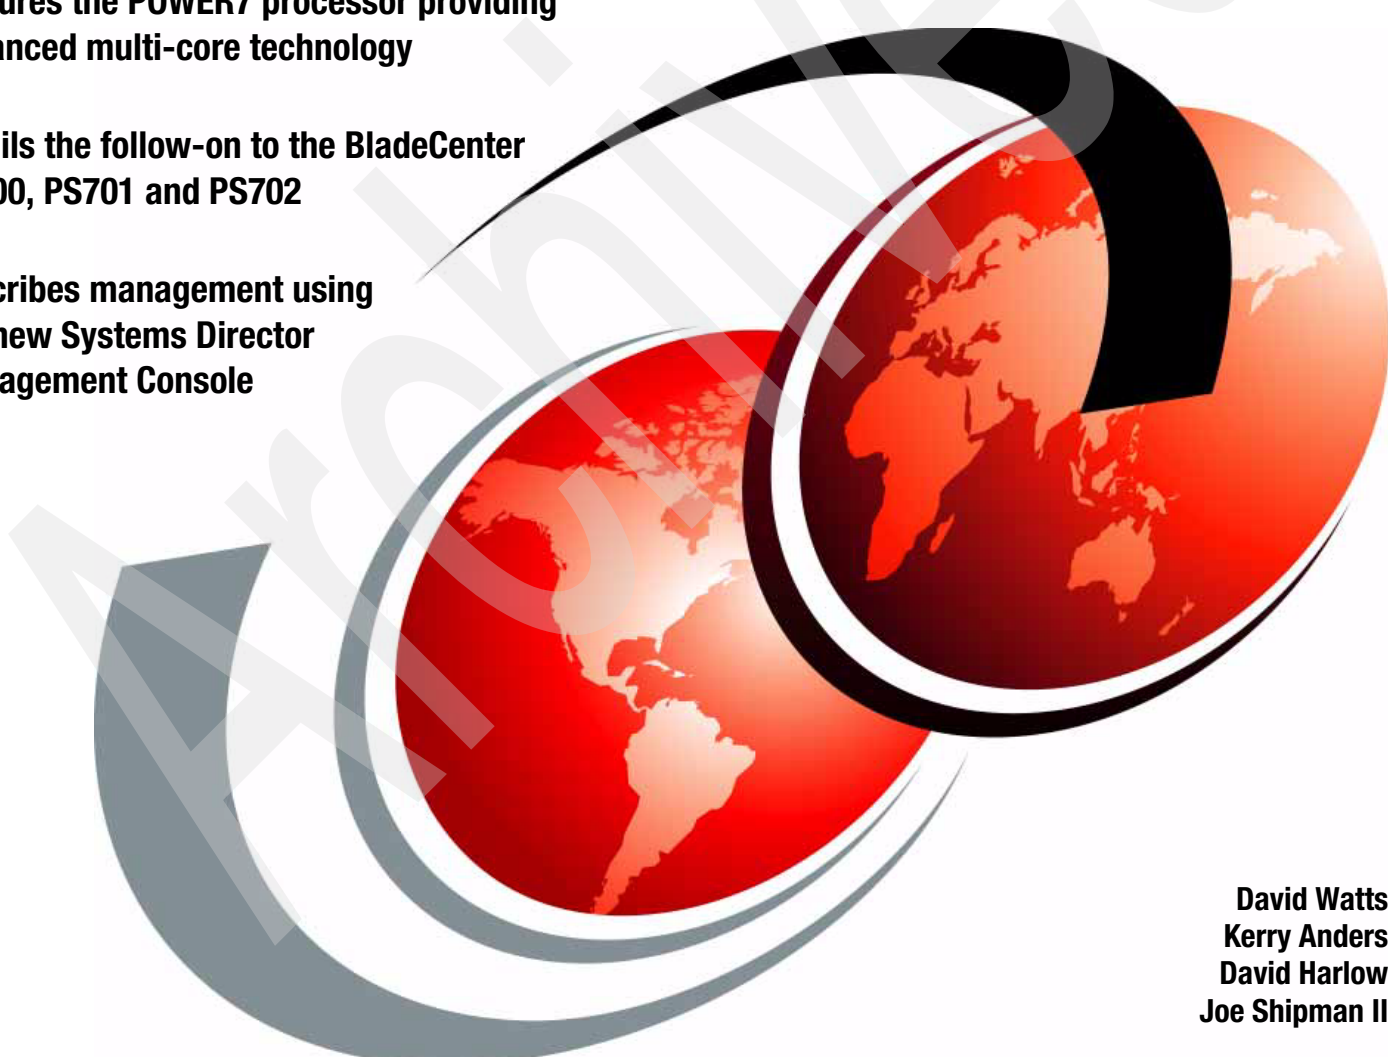 ures the POWER7 processor providing
anced multi-core technology
ils the follow-on to the BladeCenter
00, PS701 and PS702
cribes management using
new Systems Director
agement Console
David Watts
Kerry Anders
David Harlow
Joe Shipman II
Archived